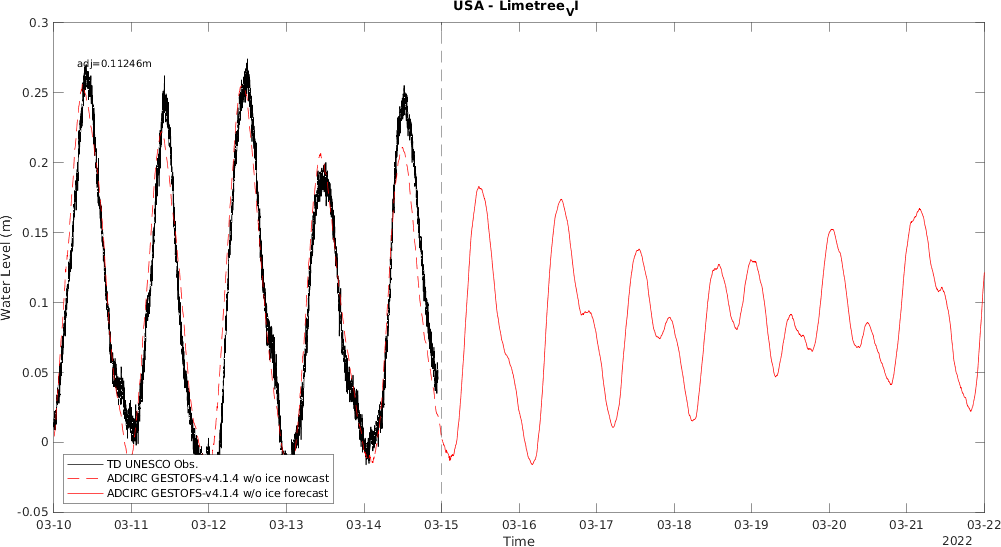 USA - Limetree_VI
adj=0.11246m
0.3
0.25
0.2
0.15
0.1
0.05
0
-0.05
Water Level (m)
TD UNESCO Obs.
ADCIRC GESTOFS-v4.1.4 w/o ice nowcast
ADCIRC GESTOFS-v4.1.4 w/o ice forecast
03-10 03-11 03-12 03-13 03-14 03-15 03-16 03-17 03-18 03-19 03-20 03-21 03-22
Time
2022